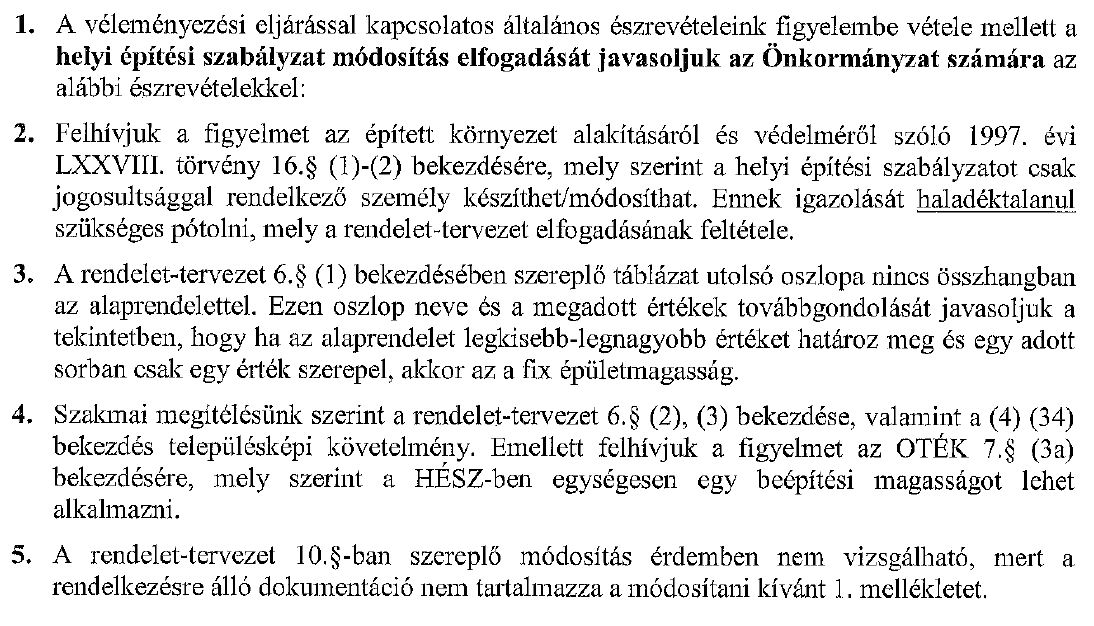 1. A véleményezési eljárással kapcsolatos általános észrevételeink figyelembe vétele mellett a
helyi építési szabályzat módosítás elfogadását javasoljuk az Önkormányzat számára az
alábbi észrevételekkel:
2. Felhívjuk a figyelmet az épített környezet alakításáról és védelméről szóló 1997. évi
LXXVIII. törvény 16.§ (1)-(2) bekezdésére, mely szerint a helyi építési szabályzatot csak
jogosultsággal rendelkező személy készíthet/módosíthat. Ennek igazolását haladéktalanul
szükséges pótolni, mely a rendelet-tervezet elfogadásának feltétele.
3. A rendelet-tervezet 6.§ (1) bekezdésében szereplő táblázat utolsó oszlopa nincs összhangban
az alaprendelettel. Ezen oszlop neve és a megadott értékek továbbgondolását javasoljuk a
tekintetben, hogy ha az alaprendelet legkisebb-legnagyobb értéket határoz meg és egy adott
sorban csak egy érték szerepel, akkor az a fix épületmagasság.
4. Szakmai megítélésünk szerint a rendelet-tervezet 6.§ (2), (3) bekezdése, valamint a (4) (34)
bekezdés településképi követelmény. Emellett felhívjuk a figyelmet az OTÉK 7.§ (3a)
bekezdésére, mely szerint a HÉSZ-ben egységesen egy beépítési magasságot lehet
alkalmazni.
5. A rendelet-tervezet 10.§-ban szereplő módosítás érdemben nem vizsgálható, mert a
rendelkezésre álló dokumentáció nem tartalmazza a módosítani kívánt 1. mellékletet.